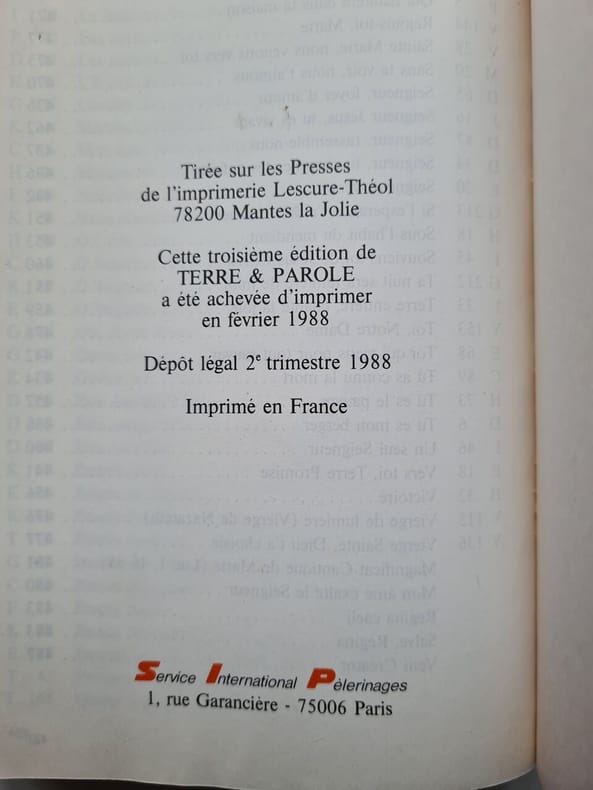 Tirée sur les Presses
de l'imprimerie Lescure-Théol
78200 Mantes la Jolie
Cette troisième édition de
TERRE & PAROLE
a été achevée d'imprimer
en février 1988
Dépôt légal 2e trimestre 1988
Imprimé en France
Service International Pèlerinages
1, rue Garancière - 75006 Paris